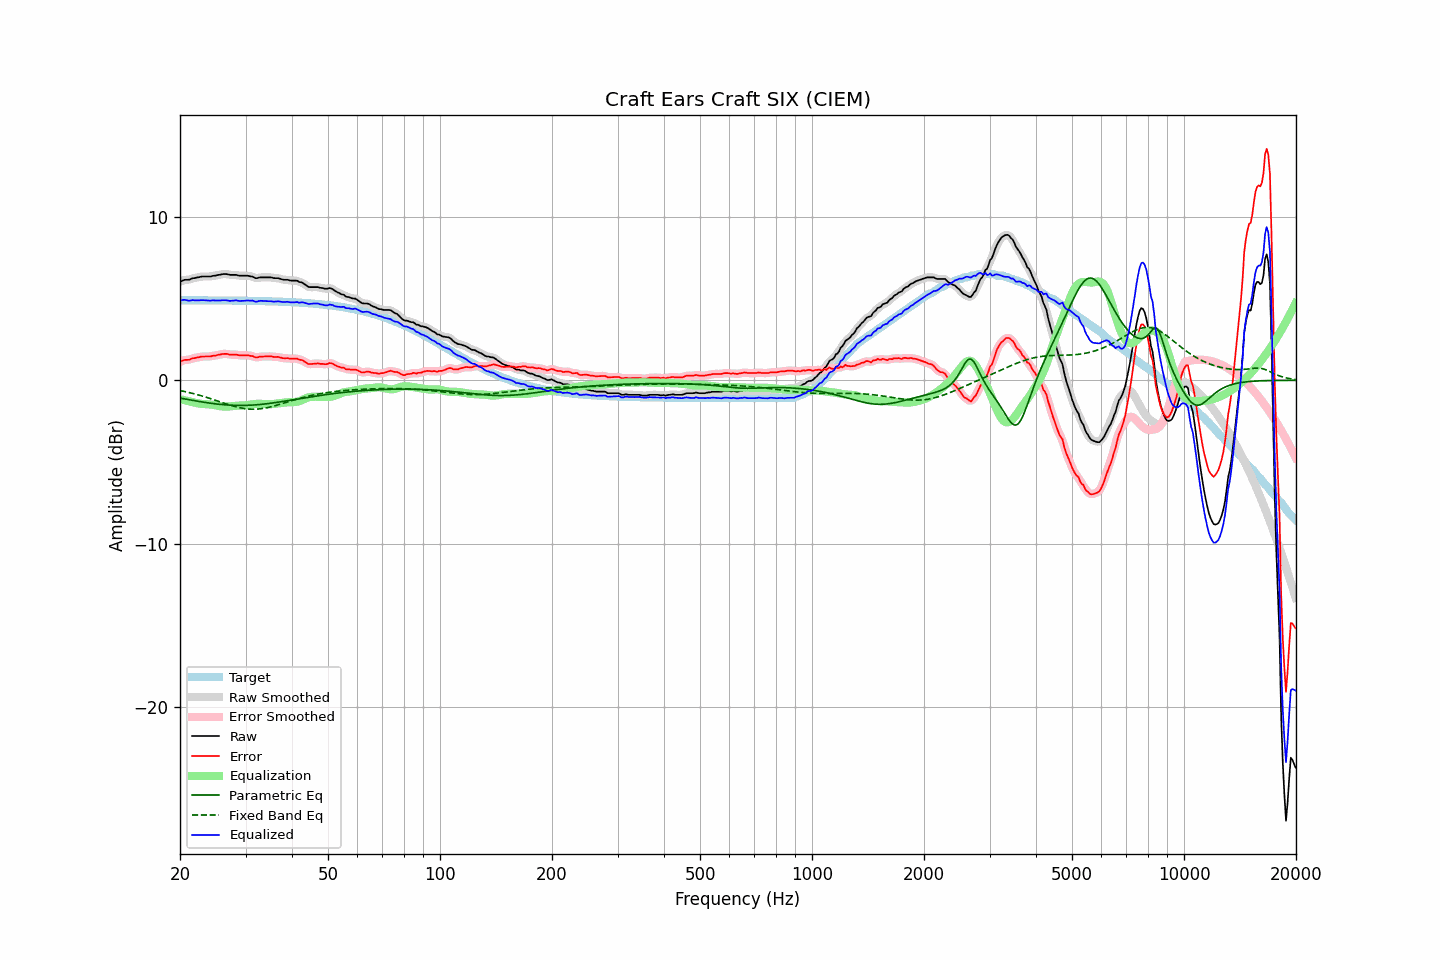 Craft Ears Craft SIX (CIEM)
Amplitude (dBr)
10
0
−10
−20
Target
Raw Smoothed
Error Smoothed
Raw
Error
Equalization
Parametric Eq
Fixed Band Eq
Equalized
20 50 100 200 500 1000 2000 5000 10000 20000
Frequency (Hz)